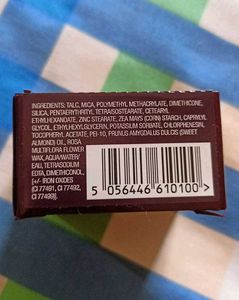 INGREDIENTS: TALC, MICA, POLYMETHYL METHACRYLATE, DIMETHICONE,
SILICA, PENTAERYTHRITYL TETRAISOSTEARATE, CETEARYL
ETHYLHEXANOATE, ZINC STEARATE, ZEA MAYS (CORN) STARCH, CAPRYLYL
GLYCOL, ETHYLHEXYLGLYCERIN, POTASSIUM SORBATE, CHLORPHENESIN,
TOCOPHERYL ACETATE, PEI-10, PRUNUS AMYGDALUS DULCIS (SWEET
ALMOND) OIL, ROSA
MULTIFLORA FLOWER
WAX, AQUA/WATER/
EAU, TETRASODIUM
EDTA, DIMETHICONOL,
[+/- IRON OXIDES
(CI 77491, CI 77492,
CI 77499)].
5 056446 610100 >